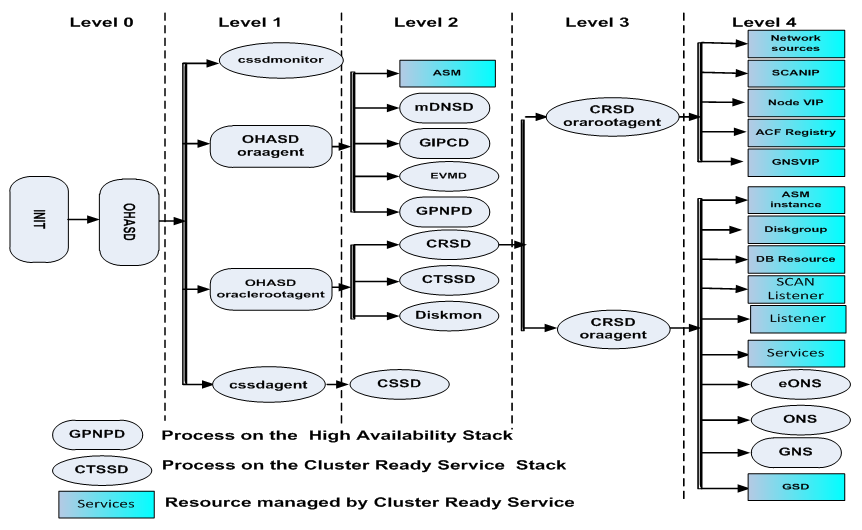 Level 0
Level 1
Level 2
Level 3
Level 4
INIT
OHASD
cssdmonitor
OHASD
oraagent
OHASD
oraclerootagent
cssdagent
ASM
mDNSD
GIPCD
EVMD
GPNPD
CRSD
CTSSD
Diskmon
CSSD
CRSD
orarootagent
CRSD
oraagent
Network
sources
SCANIP
Node VIP
ACF Registry
GNSVIP
ASM
instance
Diskgroup
DB Resource
SCAN
Listener
Listener
Services
eONS
ONS
GNS
GSD
GPNPD
Process on the High Availability Stack
CTSSD
Process on the Cluster Ready Service Stack
Services
Resource managed by Cluster Ready Service